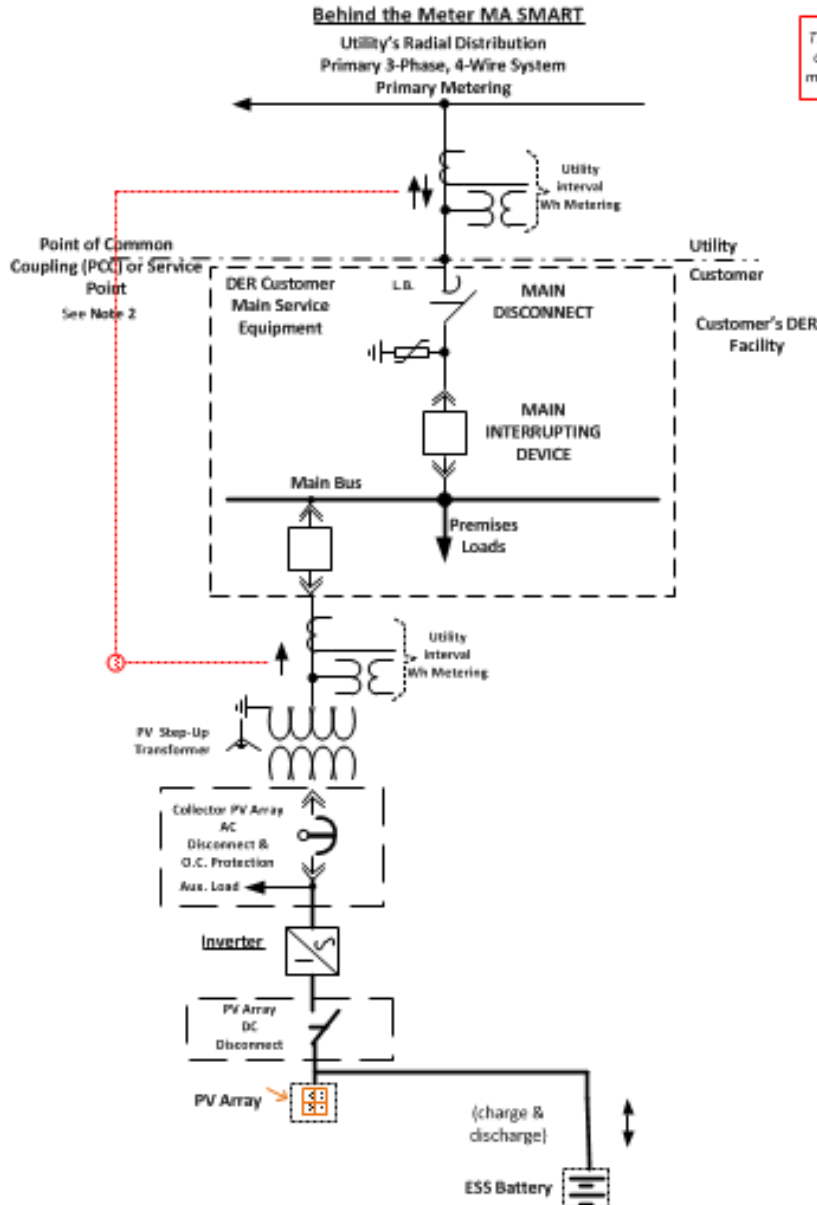 Behind the Meter MA SMART
Utility's Radial Distribution
Primary 3-Phase, 4-Wire System
Primary Metering
Utility
interval
Wh Metering
Point of Common
Coupling (PCC) or Service
Point
See Note 2
Utility
Customer
DER Customer
Main Service
Equipment
L.B.
MAIN
DISCONNECT
Customer's DER
Facility
MAIN
INTERRUPTING
DEVICE
Main Bus
Premises
Loads
Utility
interval
Wh Metering
PV Step-Up
Transformer
Collector PV Array
AC
Disconnect &
O.C. Protection
Aux. Load
Inverter
PV Array
DC
Disconnect
PV Array
(charge &
discharge)
ESS Battery